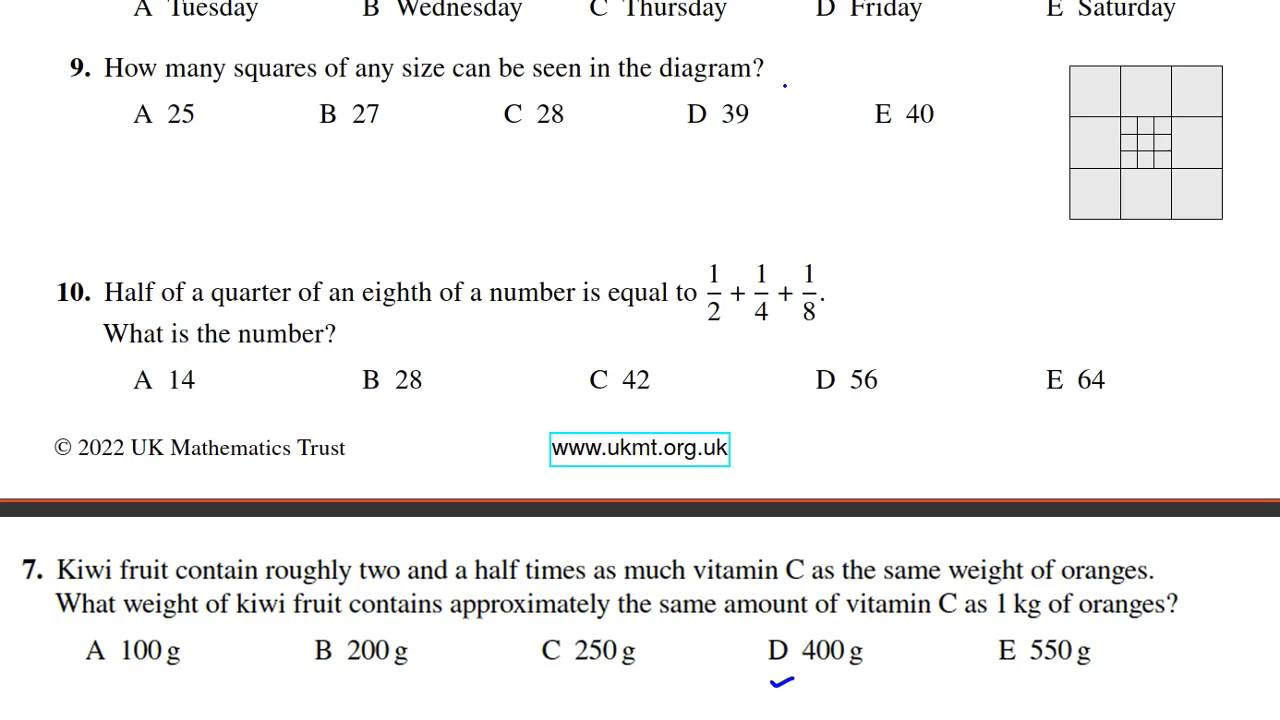 A Tuesday B Wednesday C Thursday D Friday E Saturday
9. How many squares of any size can be seen in the diagram?
A 25 B 27 C 28 D 39 E 40
10. Half of a quarter of an eighth of a number is equal to 1/2 + 1/4 + 1/8.
What is the number?
A 14 B 28 C 42 D 56 E 64
© 2022 UK Mathematics Trust www.ukmt.org.uk
7. Kiwi fruit contain roughly two and a half times as much vitamin C as the same weight of oranges.
What weight of kiwi fruit contains approximately the same amount of vitamin C as 1 kg of oranges?
A 100 g B 200 g C 250 g D 400 g E 550 g